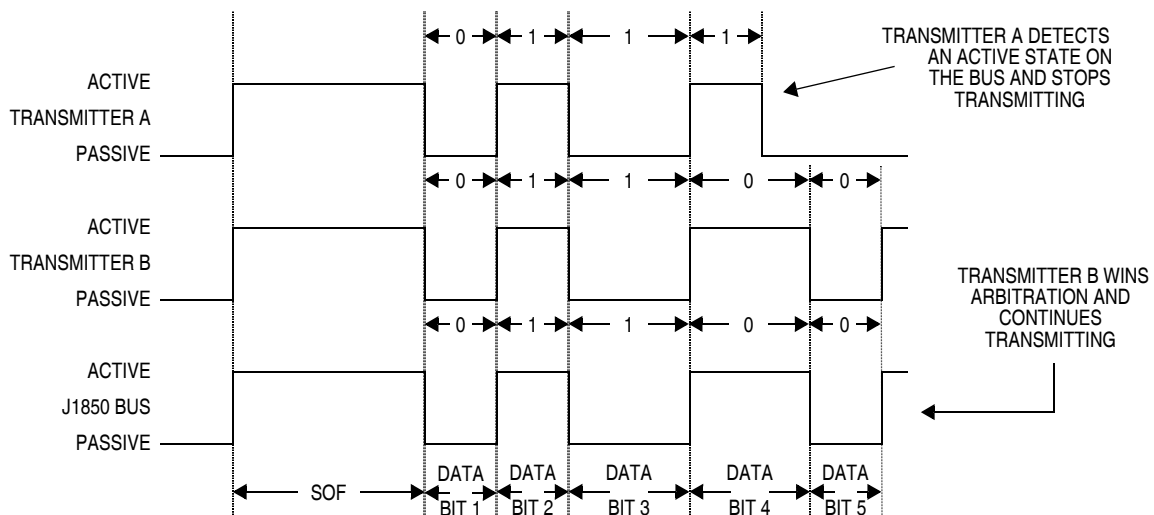 0 1 1 1
TRANSMITTER A DETECTS
AN ACTIVE STATE ON
THE BUS AND STOPS
TRANSMITTING
ACTIVE
TRANSMITTER A
PASSIVE
0 1 1 0 0
ACTIVE
TRANSMITTER B
PASSIVE
TRANSMITTER B WINS
ARBITRATION AND
CONTINUES
TRANSMITTING
0 1 1 0 0
ACTIVE
J1850 BUS
PASSIVE
SOF
DATA
BIT 1
DATA
BIT 2
DATA
BIT 3
DATA
BIT 4
DATA
BIT 5